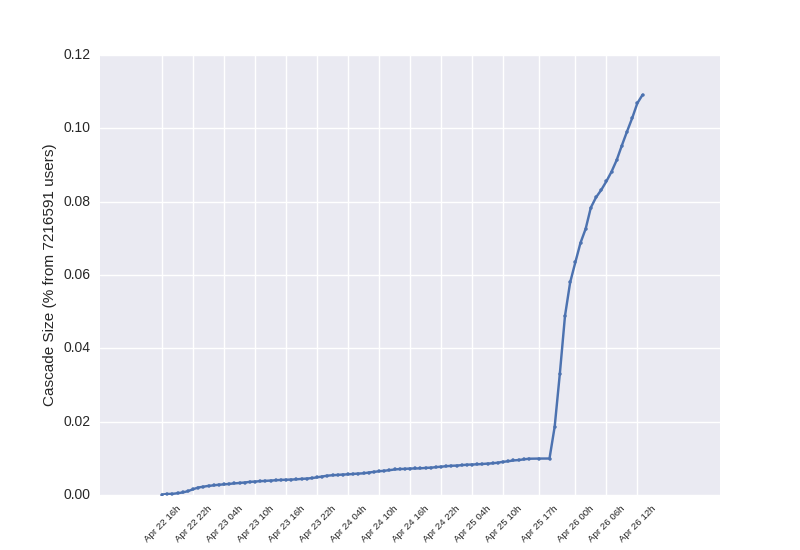 0.12
0.10
0.08
0.06
0.04
0.02
0.00
Cascade Size (% from 7216591 users)
Apr 22 16h
Apr 22 22h
Apr 23 04h
Apr 23 10h
Apr 23 16h
Apr 23 22h
Apr 24 04h
Apr 24 10h
Apr 24 16h
Apr 24 22h
Apr 25 04h
Apr 25 10h
Apr 25 17h
Apr 26 00h
Apr 26 06h
Apr 26 12h